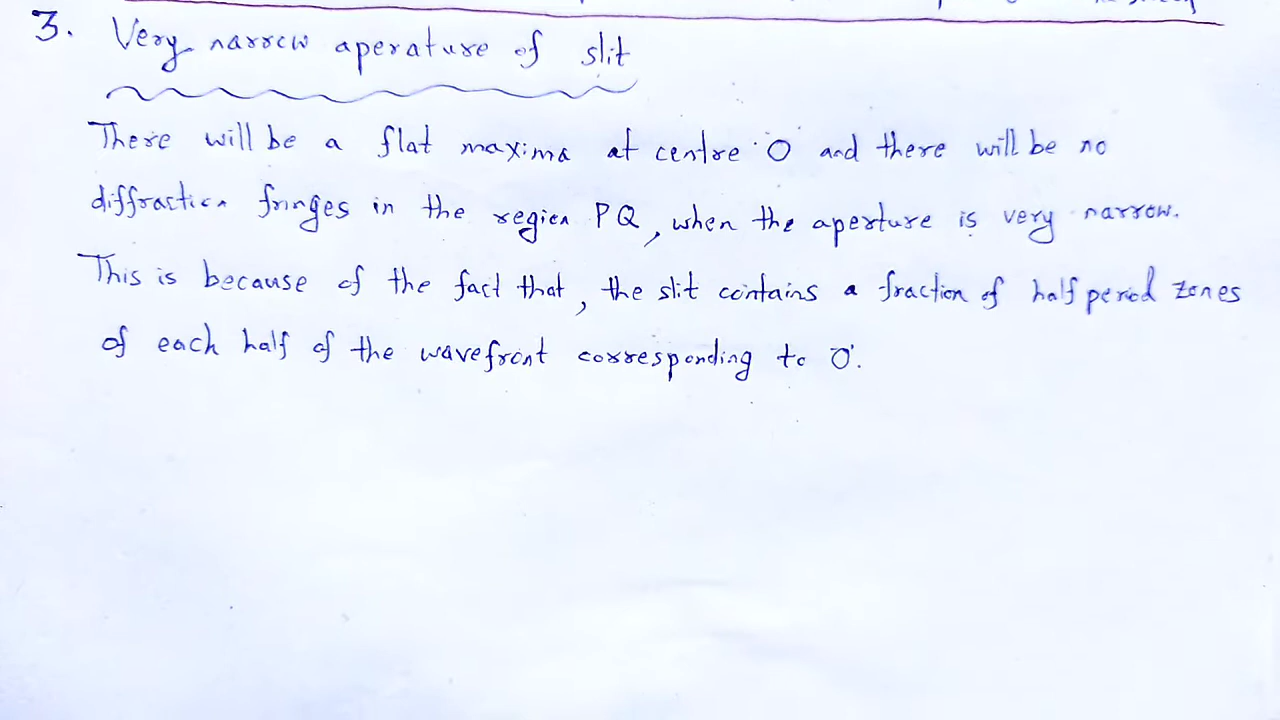 3. Very narrow aperature of slit
There will be a flat maxima at centre 'O' and there will be no
diffraction fringes in the region PQ, when the aperture is very narrow.
This is because of the fact that, the slit contains a fraction of half period zones
of each half of the wavefront corresponding to 'O'.